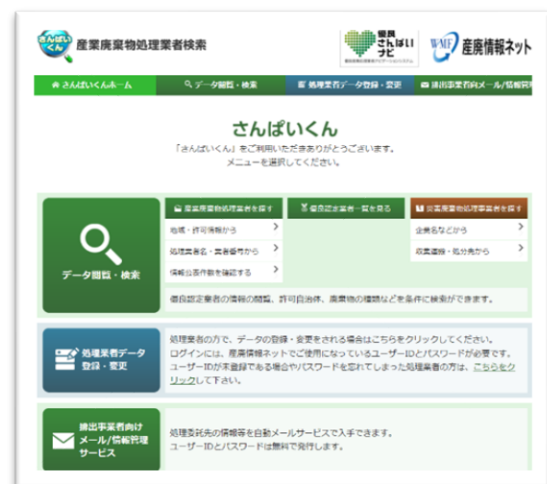 さんぱいくん
産業廃棄物処理業者検索
優良さんぱいナビ
産廃情報ネット
さんぱいくんホーム
データ閲覧・検索
処理業者データ登録・変更
排出事業者向メール/情報管理
さんぱいくん
「さんぱいくん」をご利用いただきありがとうございます。
メニューを選択してください。
データ閲覧・検索
産業廃棄物処理業者を探す
地域・許可情報から
処理業者名・業者番号から
情報公表件数を確認する
優良認定業者一覧を見る
災害廃棄物処理事業者を探す
企業名などから
収集運搬・処分先から
優良認定業者の情報の閲覧、許可自治体、廃棄物の種類などを条件に検索ができます。
処理業者データ
登録・変更
処理業者の方で、データの登録・変更をされる場合はこちらをクリックしてください。
ログインには、産廃情報ネットでご使用になっているユーザーIDとパスワードが必要です。
ユーザーIDが未登録である場合やパスワードを忘れてしまった処理業者の方は、こちらをク
リックして下さい。
排出事業者向け
メール/情報管理
サービス
処理委託先の情報等を自動メールサービスで入手できます。
ユーザーIDとパスワードは無料で発行します。